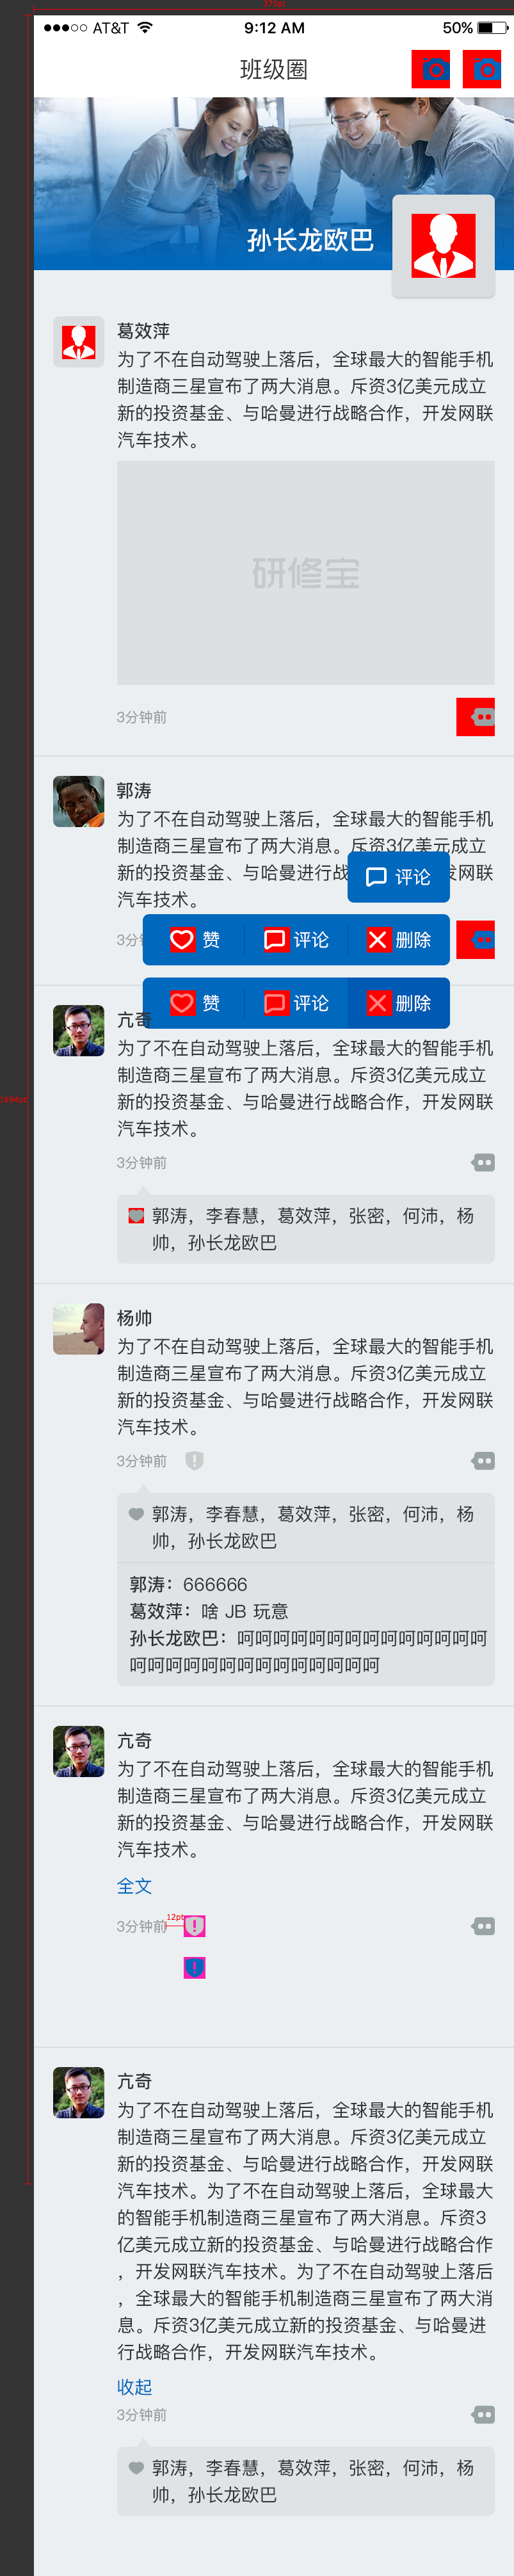 375pt
AT&T 9:12 AM 50%
班级圈
孙长龙欧巴
葛效萍
为了不在自动驾驶上落后，全球最大的智能手机
制造商三星宣布了两大消息。斥资3亿美元成立
新的投资基金、与哈曼进行战略合作，开发网联
汽车技术。
研修宝
3分钟前
郭涛
为了不在自动驾驶上落后，全球最大的智能手机
制造商三星宣布了两大消息。斥资3亿美元成立
新的投资基金、与哈曼进行战 发网联
评论
汽车技术。
3分
赞 评论 删除
赞 评论 删除
亢奇
为了不在自动驾驶上落后，全球最大的智能手机
制造商三星宣布了两大消息。斥资3亿美元成立
新的投资基金、与哈曼进行战略合作，开发网联
汽车技术。
1694pt
3分钟前
郭涛，李春慧，葛效萍，张密，何沛，杨
帅，孙长龙欧巴
杨帅
为了不在自动驾驶上落后，全球最大的智能手机
制造商三星宣布了两大消息。斥资3亿美元成立
新的投资基金、与哈曼进行战略合作，开发网联
汽车技术。
3分钟前
郭涛，李春慧，葛效萍，张密，何沛，杨
帅，孙长龙欧巴
郭涛：666666
葛效萍：啥 JB 玩意
孙长龙欧巴：呵呵呵呵呵呵呵呵呵呵呵呵呵呵
呵呵呵呵呵呵呵呵呵呵呵呵呵呵
亢奇
为了不在自动驾驶上落后，全球最大的智能手机
制造商三星宣布了两大消息。斥资3亿美元成立
新的投资基金、与哈曼进行战略合作，开发网联
汽车技术。
全文
3分钟前 12pt
亢奇
为了不在自动驾驶上落后，全球最大的智能手机
制造商三星宣布了两大消息。斥资3亿美元成立
新的投资基金、与哈曼进行战略合作，开发网联
汽车技术。为了不在自动驾驶上落后，全球最大
的智能手机制造商三星宣布了两大消息。斥资3
亿美元成立新的投资基金、与哈曼进行战略合作
，开发网联汽车技术。为了不在自动驾驶上落后
，全球最大的智能手机制造商三星宣布了两大消
息。斥资3亿美元成立新的投资基金、与哈曼进
行战略合作，开发网联汽车技术。
收起
3分钟前
郭涛，李春慧，葛效萍，张密，何沛，杨
帅，孙长龙欧巴